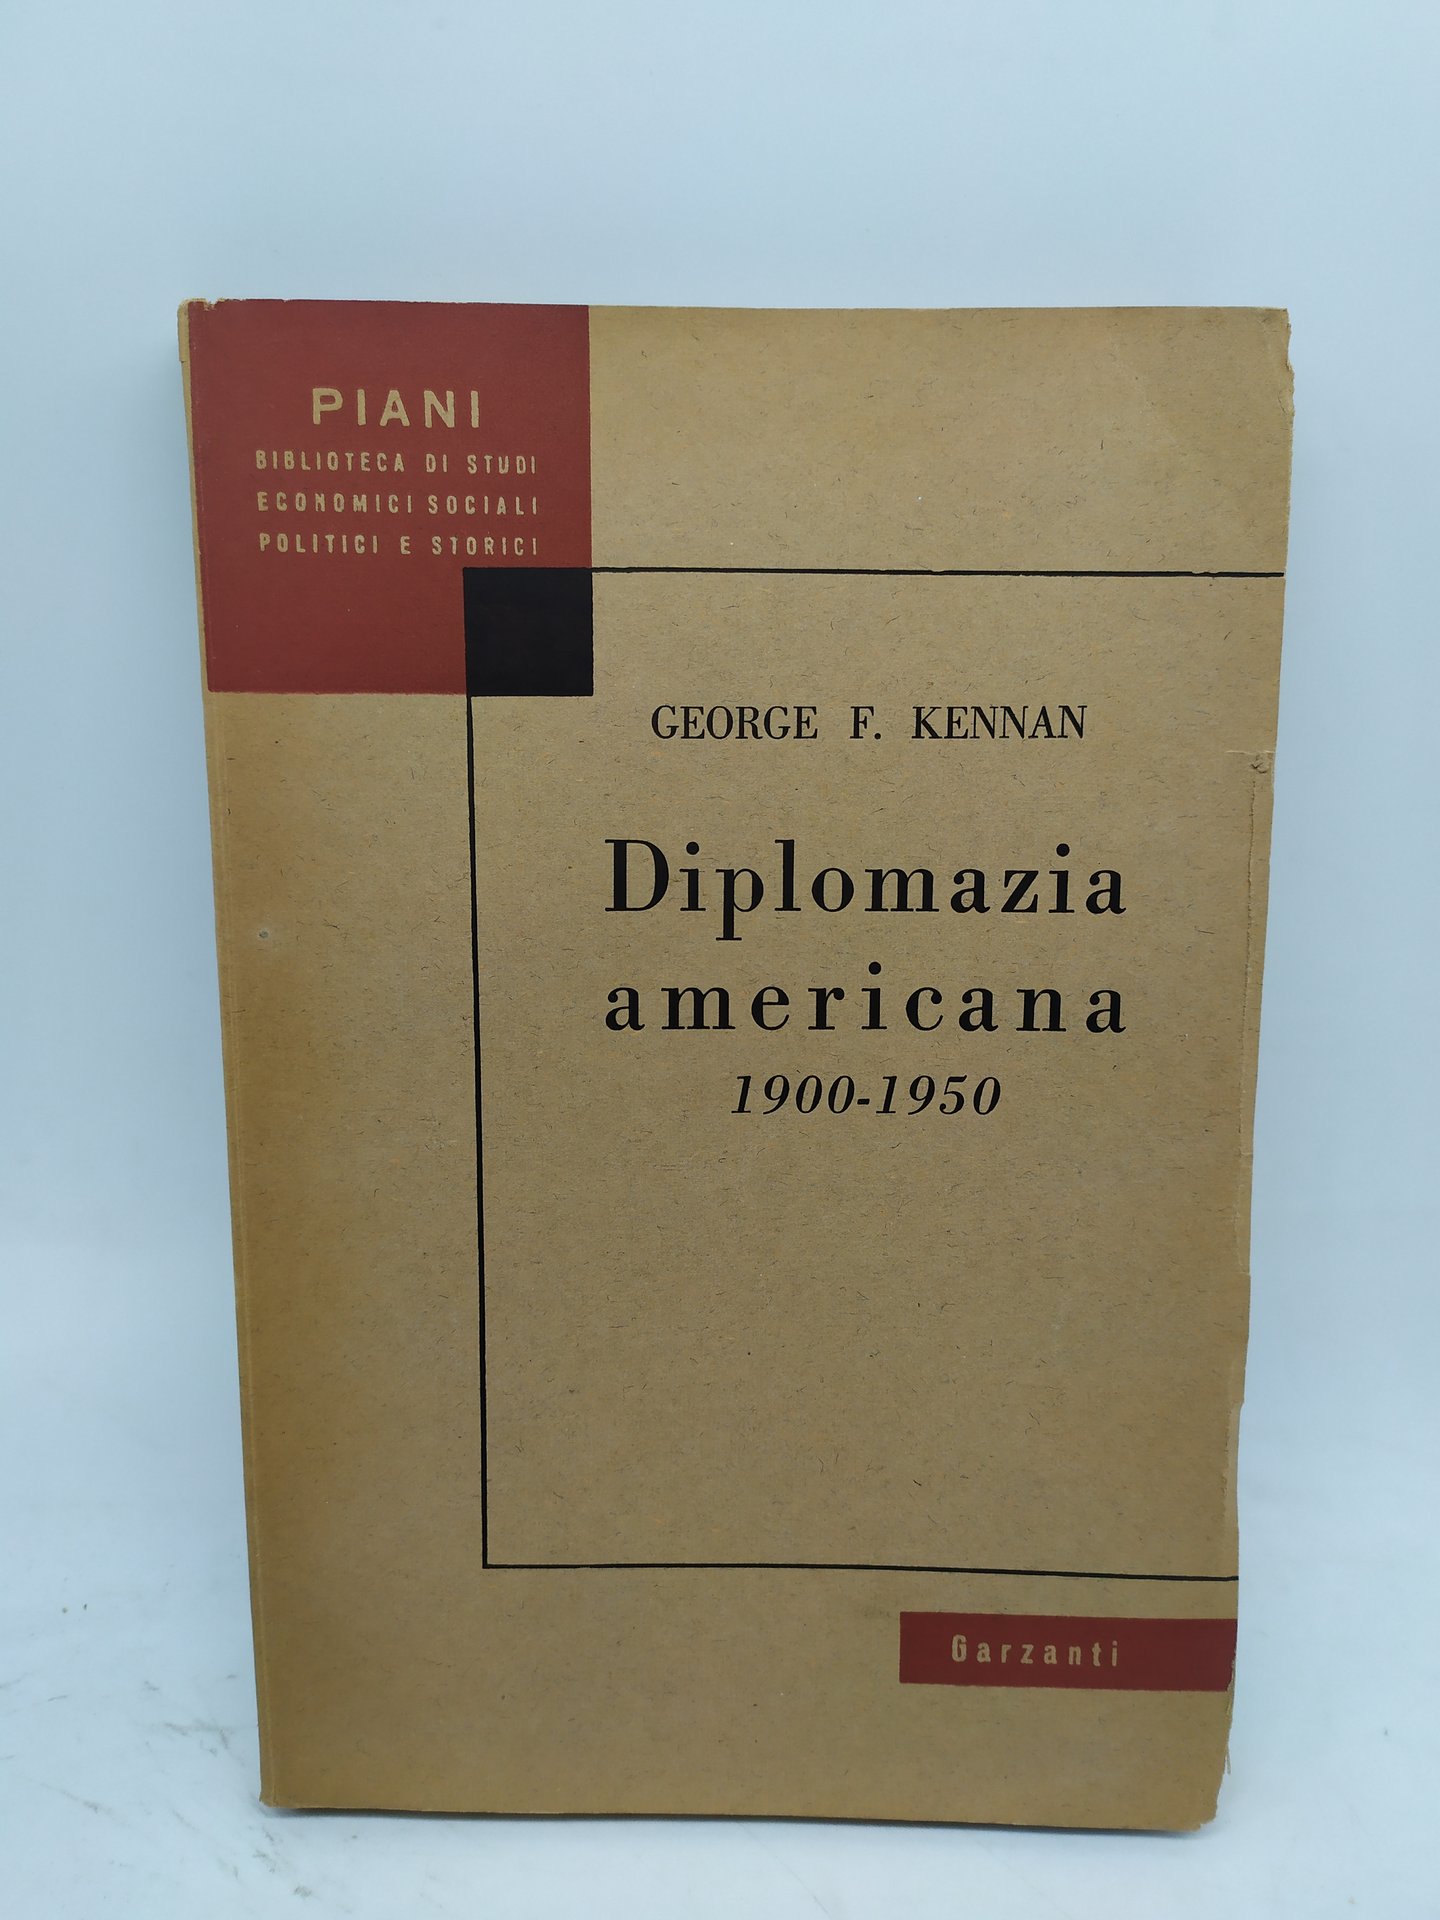 PIANI
BIBLIOTECA DI STUDI
ECONOMICI SOCIALI
POLITICI E STORICI
GEORGE F. KENNAN
Diplomazia
americana
1900-1950
Garzanti